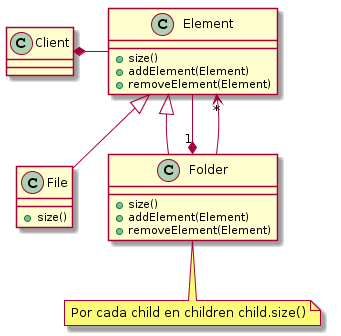 C Client
C Element
size()
addElement(Element)
removeElement(Element)
1
*
C File
size()
C Folder
size()
addElement(Element)
removeElement(Element)
Por cada child en children child.size()